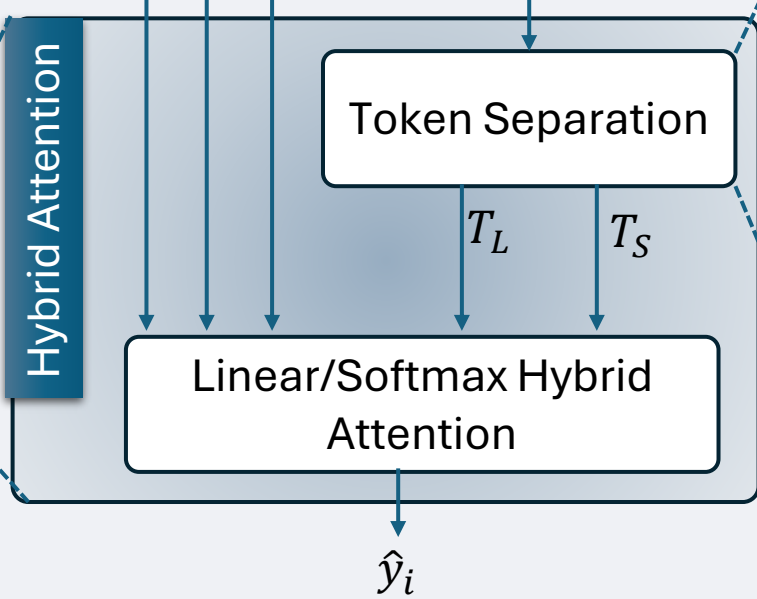 Hybrid Attention
Token Separation
T_L
T_S
Linear/Softmax Hybrid
Attention
ŷ_i